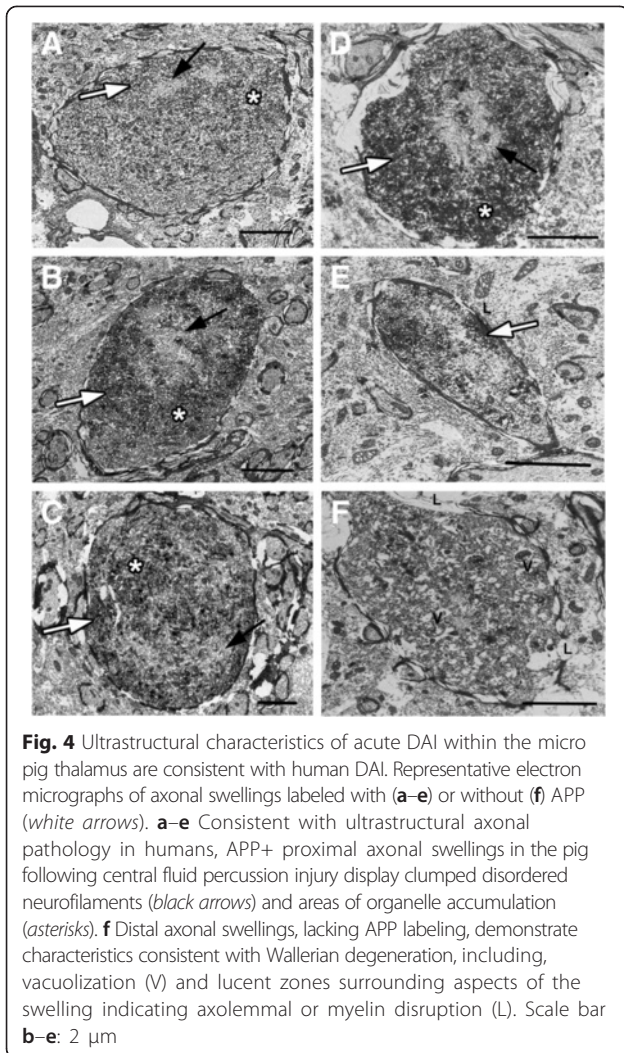 A
D
B
E
L
C
F
L
V
V
L
Fig. 4 Ultrastructural characteristics of acute DAI within the micro
pig thalamus are consistent with human DAI. Representative electron
micrographs of axonal swellings labeled with (a–e) or without (f) APP
(white arrows). a–e Consistent with ultrastructural axonal
pathology in humans, APP+ proximal axonal swellings in the pig
following central fluid percussion injury display clumped disordered
neurofilaments (black arrows) and areas of organelle accumulation
(asterisks). f Distal axonal swellings, lacking APP labeling, demonstrate
characteristics consistent with Wallerian degeneration, including,
vacuolization (V) and lucent zones surrounding aspects of the
swelling indicating axolemmal or myelin disruption (L). Scale bar
b–e: 2 μm